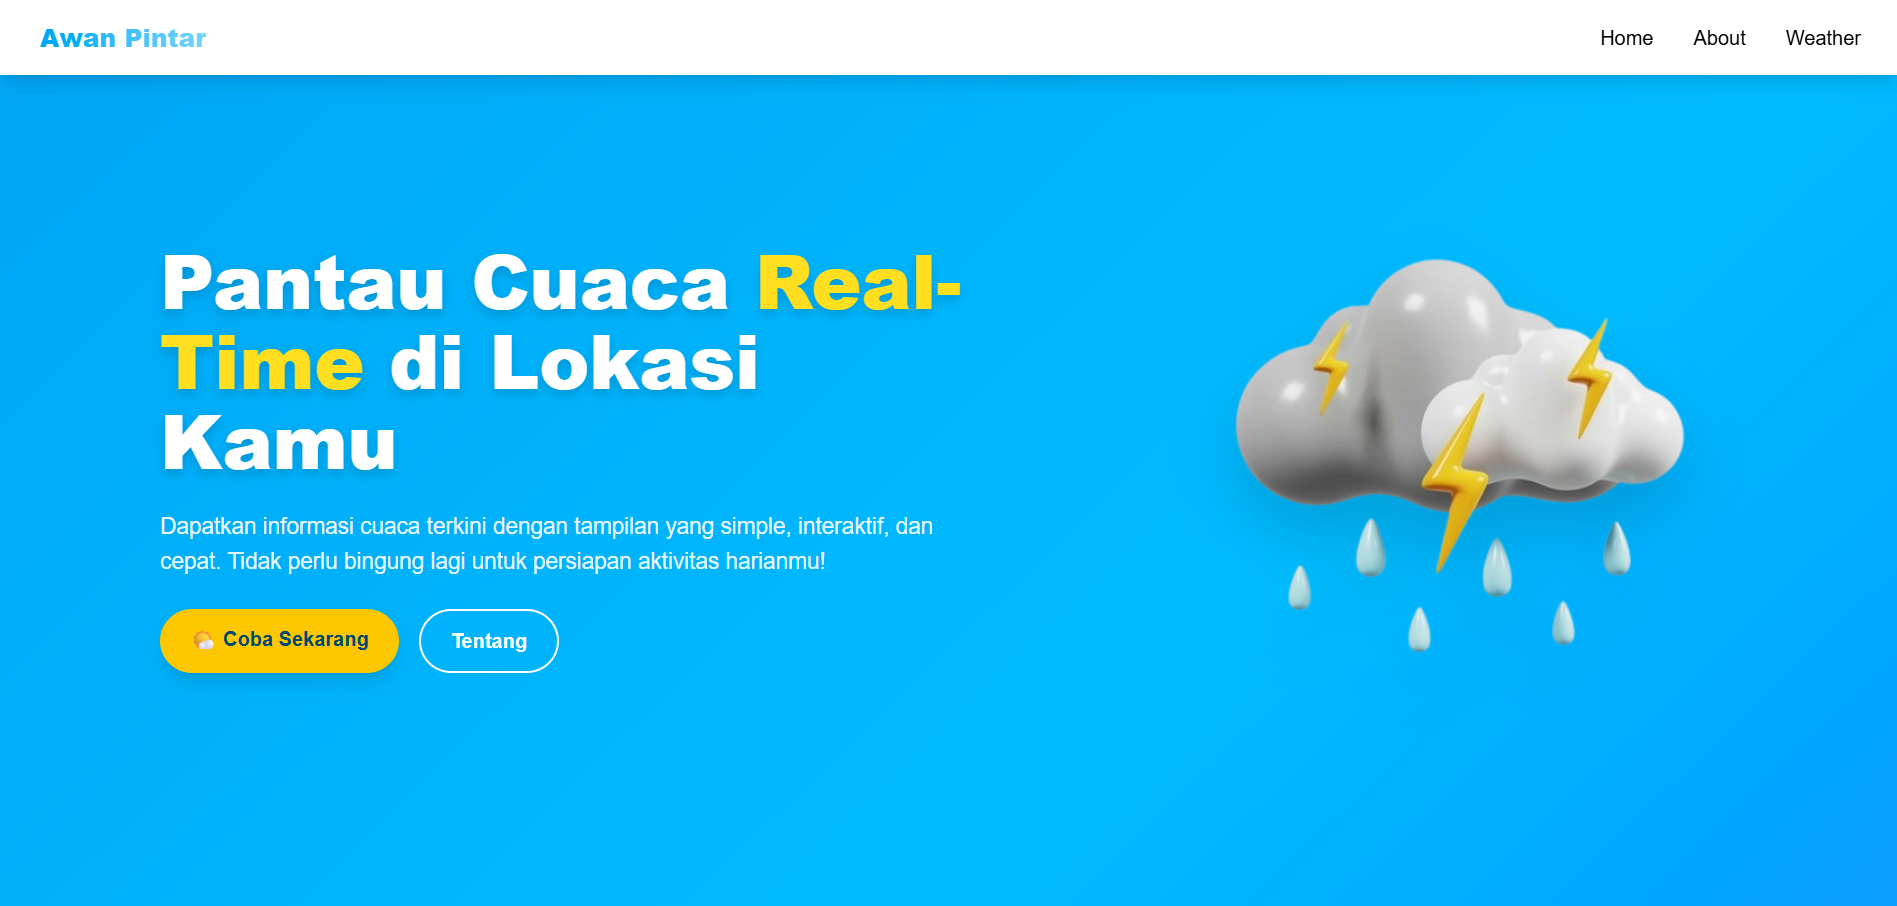 Awan Pintar
Home
About
Weather
Pantau Cuaca Real-
Time di Lokasi
Kamu
Dapatkan informasi cuaca terkini dengan tampilan yang simple, interaktif, dan
cepat. Tidak perlu bingung lagi untuk persiapan aktivitas harianmu!
🌤️ Coba Sekarang
Tentang